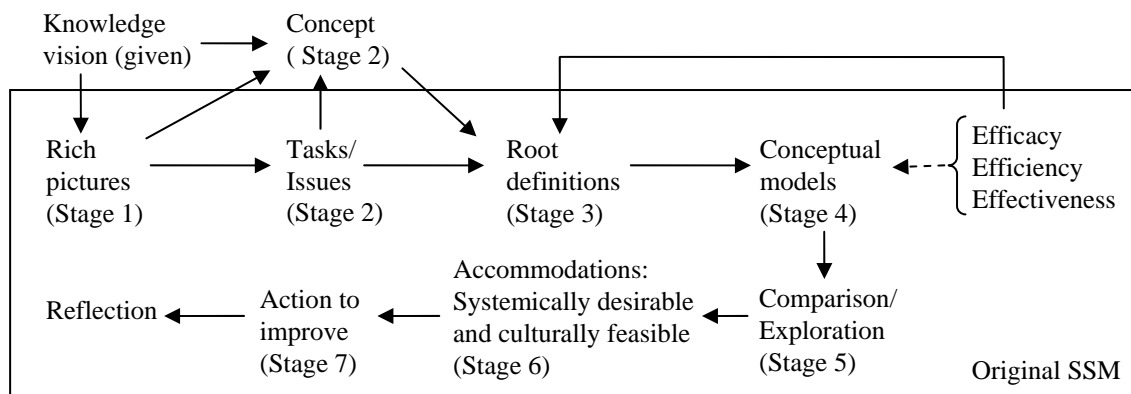 Knowledge
vision (given)
Concept
( Stage 2)
Rich
pictures
(Stage 1)
Tasks/
Issues
(Stage 2)
Root
definitions
(Stage 3)
Conceptual
models
(Stage 4)
Efficacy
Efficiency
Effectiveness
Reflection
Action to
improve
(Stage 7)
Accommodations:
Systemically desirable
and culturally feasible
(Stage 6)
Comparison/
Exploration
(Stage 5)
Original SSM